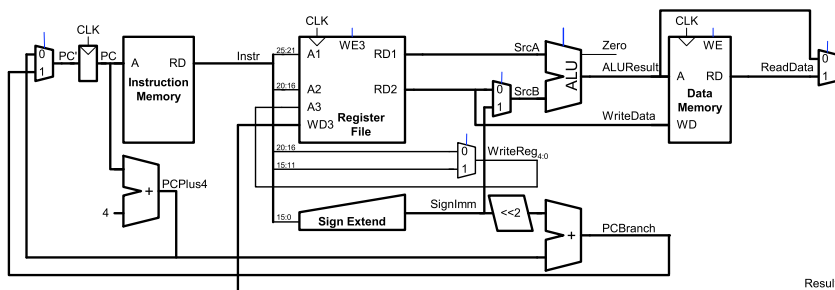 CLK
CLK
CLK
0
1
PC'
PC
A
RD
Instruction
Memory
Instr
25:21
20:16
A1
A2
A3
WD3
WE3
RD1
RD2
Register
File
SrcA
0
1
SrcB
ALU
Zero
ALUResult
WriteData
WE
A
RD
Data
Memory
WD
ReadData
0
1
20:16
15:11
0
1
WriteReg4:0
PCPlus4
+
4
15:0
Sign Extend
SignImm
<<2
+
PCBranch
Resul